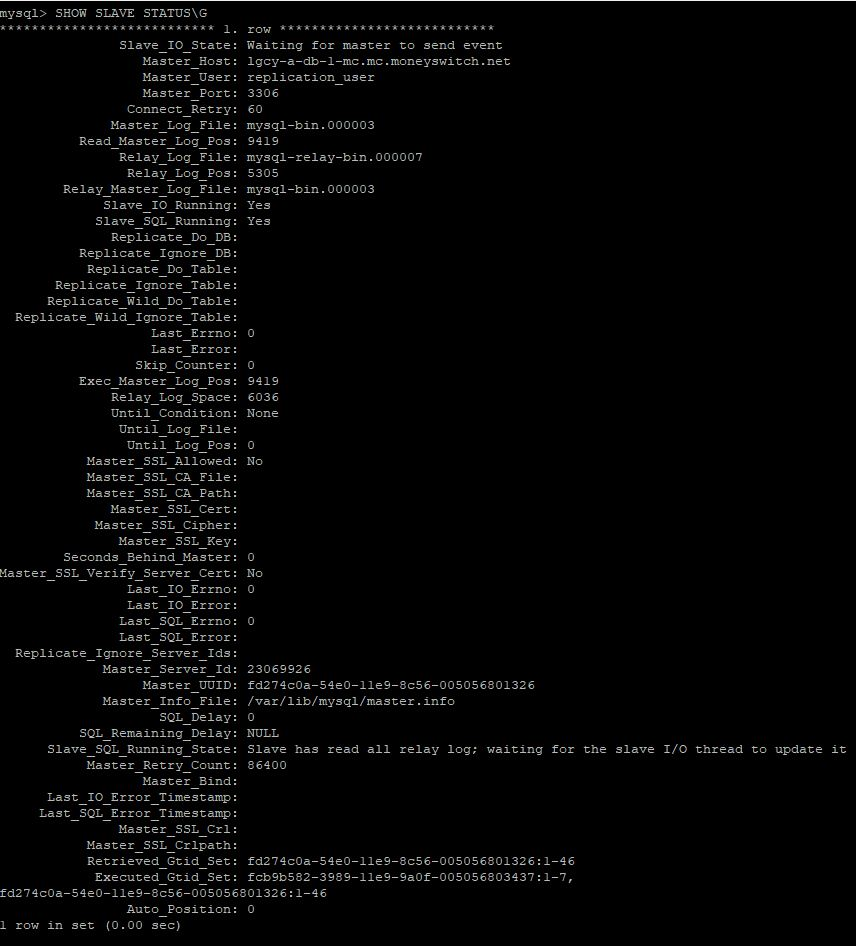 mysql> SHOW SLAVE STATUS\G
*************************** 1. row ***************************
Slave_IO_State: Waiting for master to send event
Master_Host: lgcy-a-db-1-mc.mc.moneyswitch.net
Master_User: replication_user
Master_Port: 3306
Connect_Retry: 60
Master_Log_File: mysql-bin.000003
Read_Master_Log_Pos: 9419
Relay_Log_File: mysql-relay-bin.000007
Relay_Log_Pos: 5305
Relay_Master_Log_File: mysql-bin.000003
Slave_IO_Running: Yes
Slave_SQL_Running: Yes
Replicate_Do_DB:
Replicate_Ignore_DB:
Replicate_Do_Table:
Replicate_Ignore_Table:
Replicate_Wild_Do_Table:
Replicate_Wild_Ignore_Table:
Last_Errno: 0
Last_Error:
Skip_Counter: 0
Exec_Master_Log_Pos: 9419
Relay_Log_Space: 6036
Until_Condition: None
Until_Log_File:
Until_Log_Pos: 0
Master_SSL_Allowed: No
Master_SSL_CA_File:
Master_SSL_CA_Path:
Master_SSL_Cert:
Master_SSL_Cipher:
Master_SSL_Key:
Seconds_Behind_Master: 0
Master_SSL_Verify_Server_Cert: No
Last_IO_Errno: 0
Last_IO_Error:
Last_SQL_Errno: 0
Last_SQL_Error:
Replicate_Ignore_Server_Ids:
Master_Server_Id: 23069926
Master_UUID: fd274c0a-54e0-11e9-8c56-005056801326
Master_Info_File: /var/lib/mysql/master.info
SQL_Delay: 0
SQL_Remaining_Delay: NULL
Slave_SQL_Running_State: Slave has read all relay log; waiting for the slave I/O thread to update it
Master_Retry_Count: 86400
Master_Bind:
Last_IO_Error_Timestamp:
Last_SQL_Error_Timestamp:
Master_SSL_Crl:
Master_SSL_Crlpath:
Retrieved_Gtid_Set: fd274c0a-54e0-11e9-8c56-005056801326:1-46
Executed_Gtid_Set: fcb9b582-3989-11e9-9a0f-005056803437:1-7,
fd274c0a-54e0-11e9-8c56-005056801326:1-46
Auto_Position: 0
1 row in set (0.00 sec)